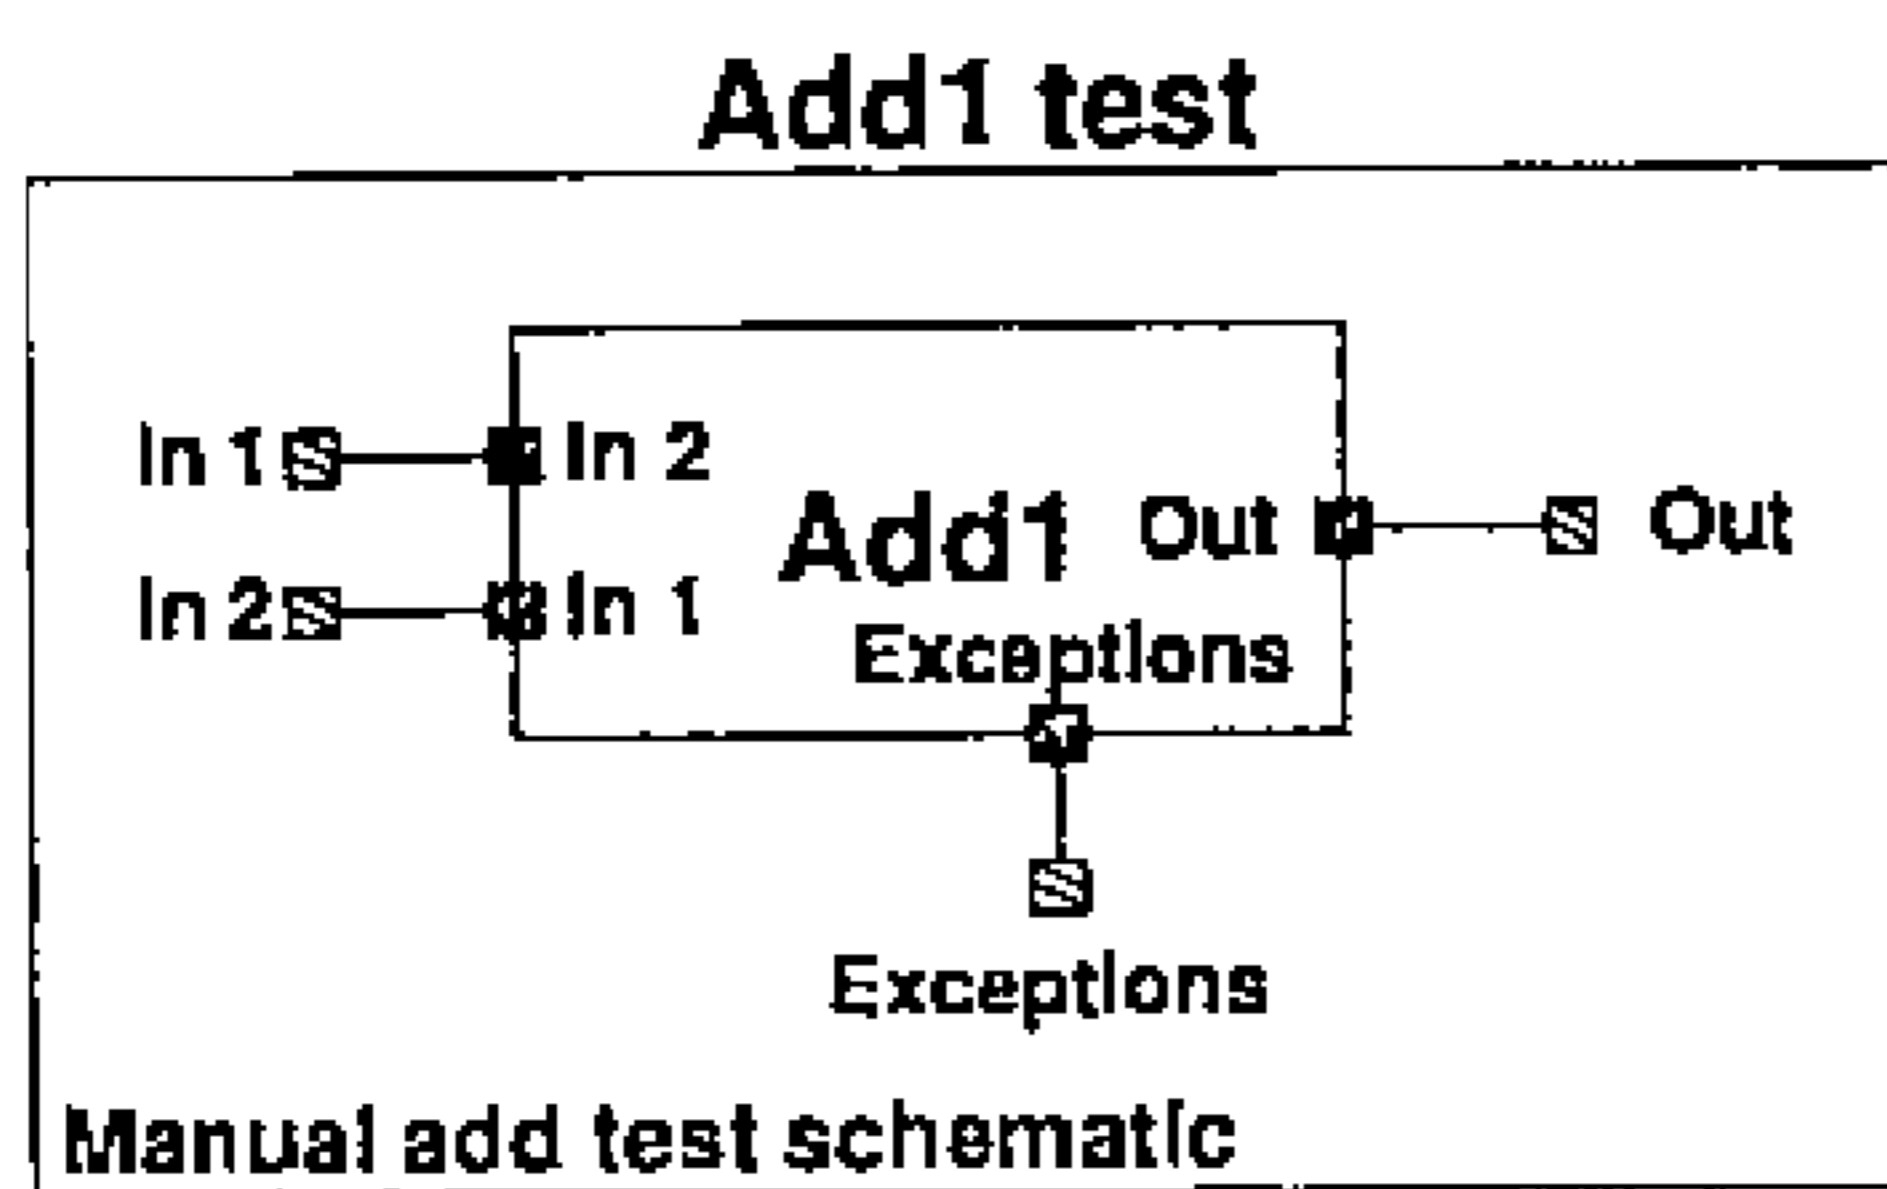 Add1 test
In 1 In 2
Add1 Out Out
In 2 In 1
Exceptions
Exceptions
Manual add test schematic